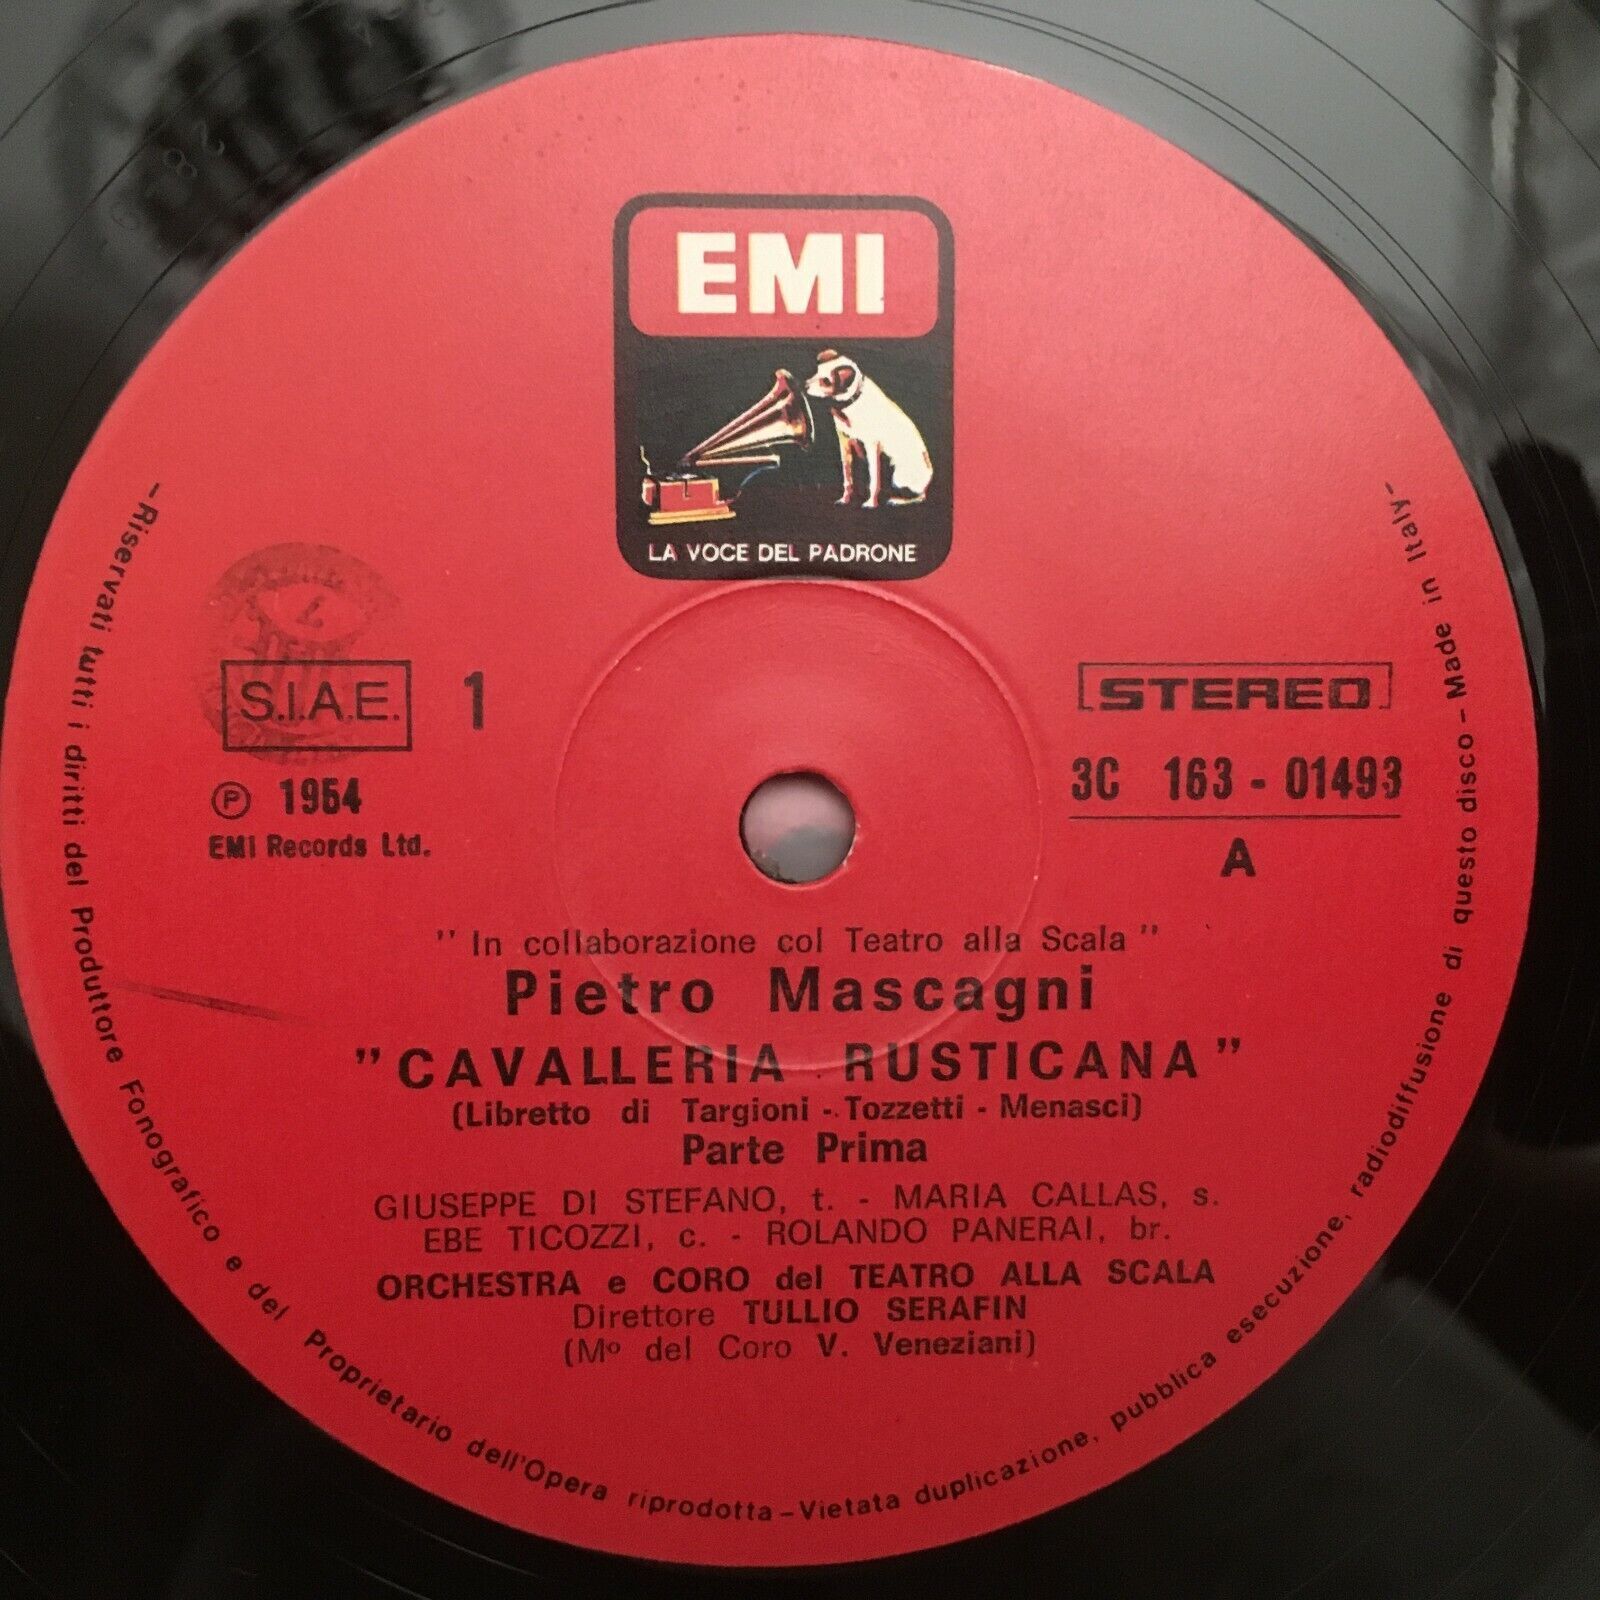 EMI
LA VOCE DEL PADRONE
S.I.A.E. 1
STEREO
℗ 1954
EMI Records Ltd.
3C 163 - 01493
A
" In collaborazione col Teatro alla Scala "
Pietro Mascagni
" CAVALLERIA RUSTICANA "
(Libretto di Targioni - Tozzetti - Menasci)
Parte Prima
GIUSEPPE DI STEFANO, t. - MARIA CALLAS, s.
EBE TICOZZI, c. - ROLANDO PANERAI, br.
ORCHESTRA e CORO del TEATRO ALLA SCALA
Direttore TULLIO SERAFIN
(Mº del Coro V. Veneziani)
-Riservati tutti i diritti del Produttore Fonografico e del Proprietario dell'Opera riprodotta - Vietata duplicazione, pubblica esecuzione, radiodiffusione di questo disco - Made in Italy-